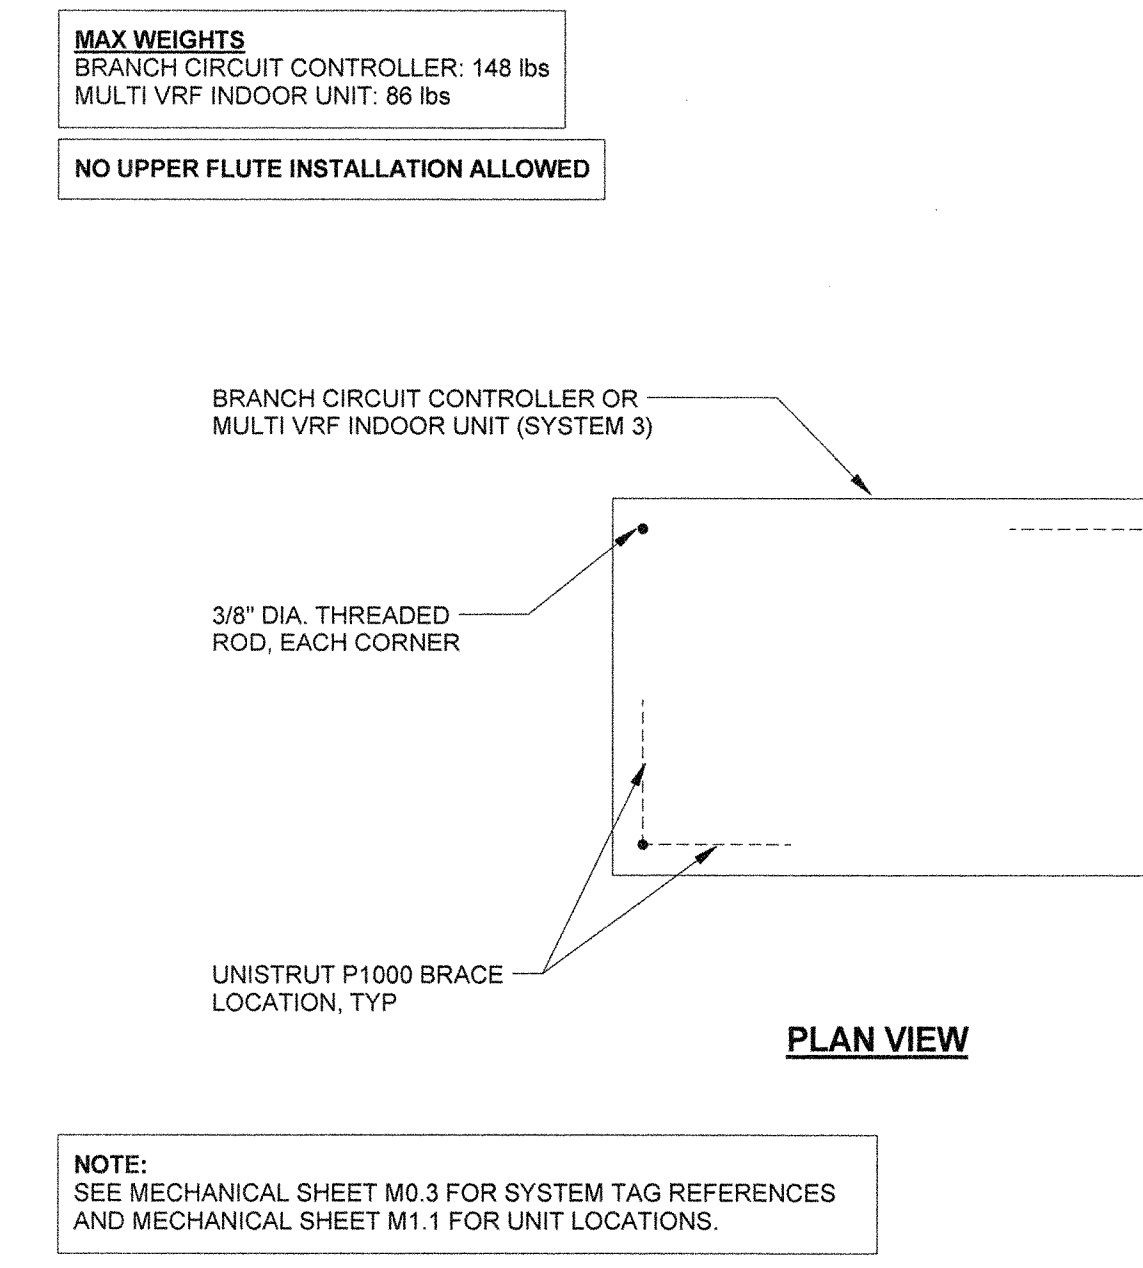 MAX WEIGHTS
BRANCH CIRCUIT CONTROLLER: 148 lbs
MULTI VRF INDOOR UNIT: 86 lbs
NO UPPER FLUTE INSTALLATION ALLOWED
BRANCH CIRCUIT CONTROLLER OR
MULTI VRF INDOOR UNIT (SYSTEM 3)
3/8" DIA. THREADED
ROD, EACH CORNER
UNISTRUT P1000 BRACE
LOCATION, TYP
PLAN VIEW
NOTE:
SEE MECHANICAL SHEET M0.3 FOR SYSTEM TAG REFERENCES
AND MECHANICAL SHEET M1.1 FOR UNIT LOCATIONS.